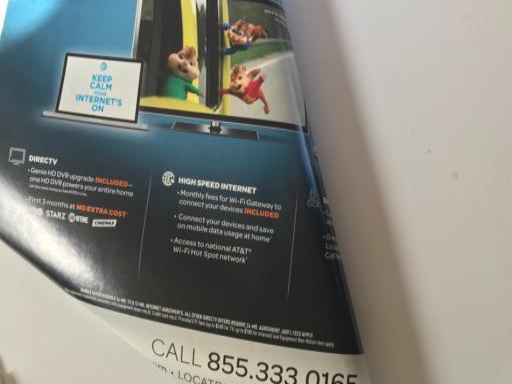 KEEP
CALM
YOUR
INTERNET'S
ON
DIRECTV
• Genie HD DVR upgrade INCLUDED—
one HD DVR powers your entire home
• First 3 months at NO EXTRA COST
STARZ SHOWTIME CINEMAX
HIGH SPEED INTERNET
• Monthly fees for Wi-Fi Gateway to
connect your devices INCLUDED
• Connect your devices and save
on mobile data usage at home
• Access to national AT&T
Wi-Fi Hot Spot network
CALL 855.333.0165
• LOCATE